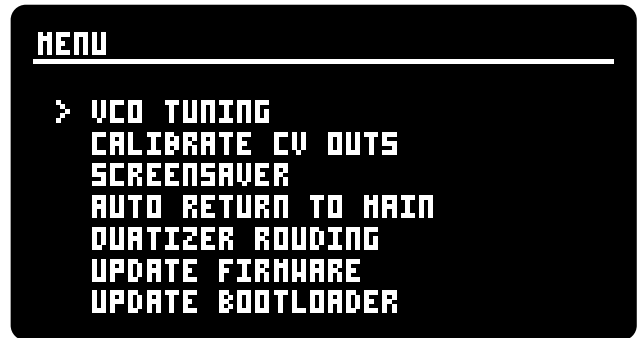 MENU
> VCO TUNING
CALIBRATE CV OUTS
SCREENSAVER
AUTO RETURN TO MAIN
QUATIZER ROUDING
UPDATE FIRMWARE
UPDATE BOOTLOADER